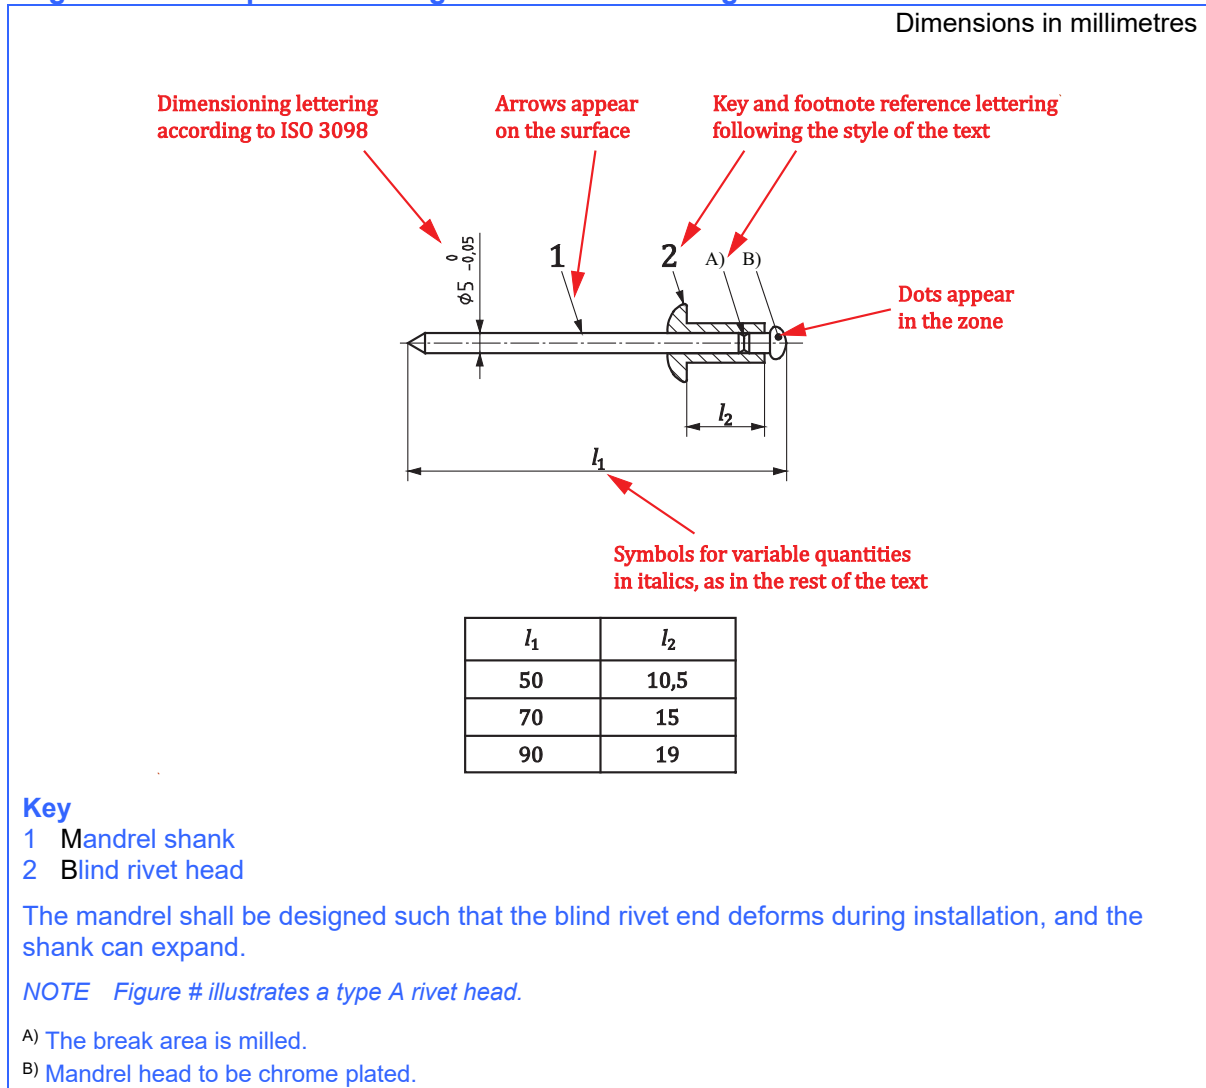 Dimensions in millimetres
Dimensioning lettering
according to ISO 3098
Arrows appear
on the surface
Key and footnote reference lettering
following the style of the text
ϕ5 0 -0,05
1
2
A)
B)
Dots appear
in the zone
l2
l1
Symbols for variable quantities
in italics, as in the rest of the text
l1 l2
50 10,5
70 15
90 19
Key
1 Mandrel shank
2 Blind rivet head
The mandrel shall be designed such that the blind rivet end deforms during installation, and the
shank can expand.
NOTE Figure # illustrates a type A rivet head.
A) The break area is milled.
B) Mandrel head to be chrome plated.